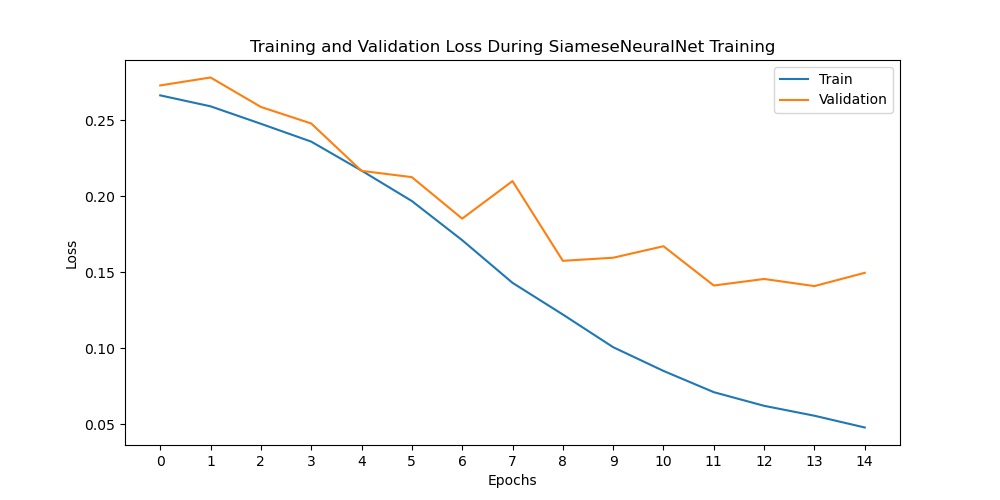 Training and Validation Loss During SiameseNeuralNet Training
Train
Validation
Loss
0.25
0.20
0.15
0.10
0.05
0 1 2 3 4 5 6 7 8 9 10 11 12 13 14
Epochs